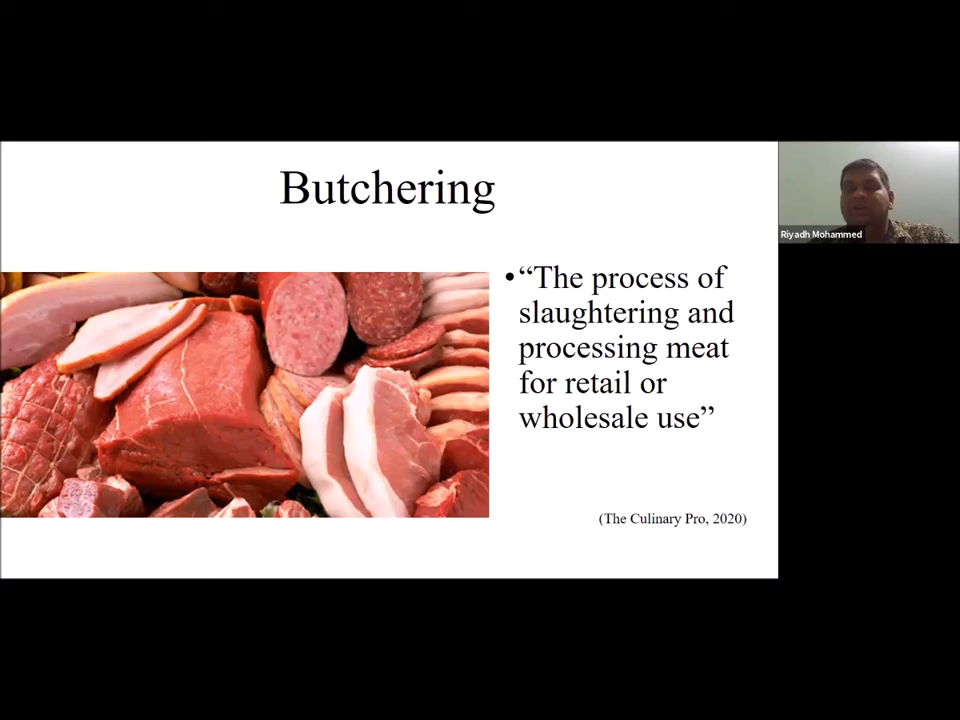 Butchering
•“The process of
slaughtering and
processing meat
for retail or
wholesale use”
(The Culinary Pro, 2020)
Riyadh Mohammed